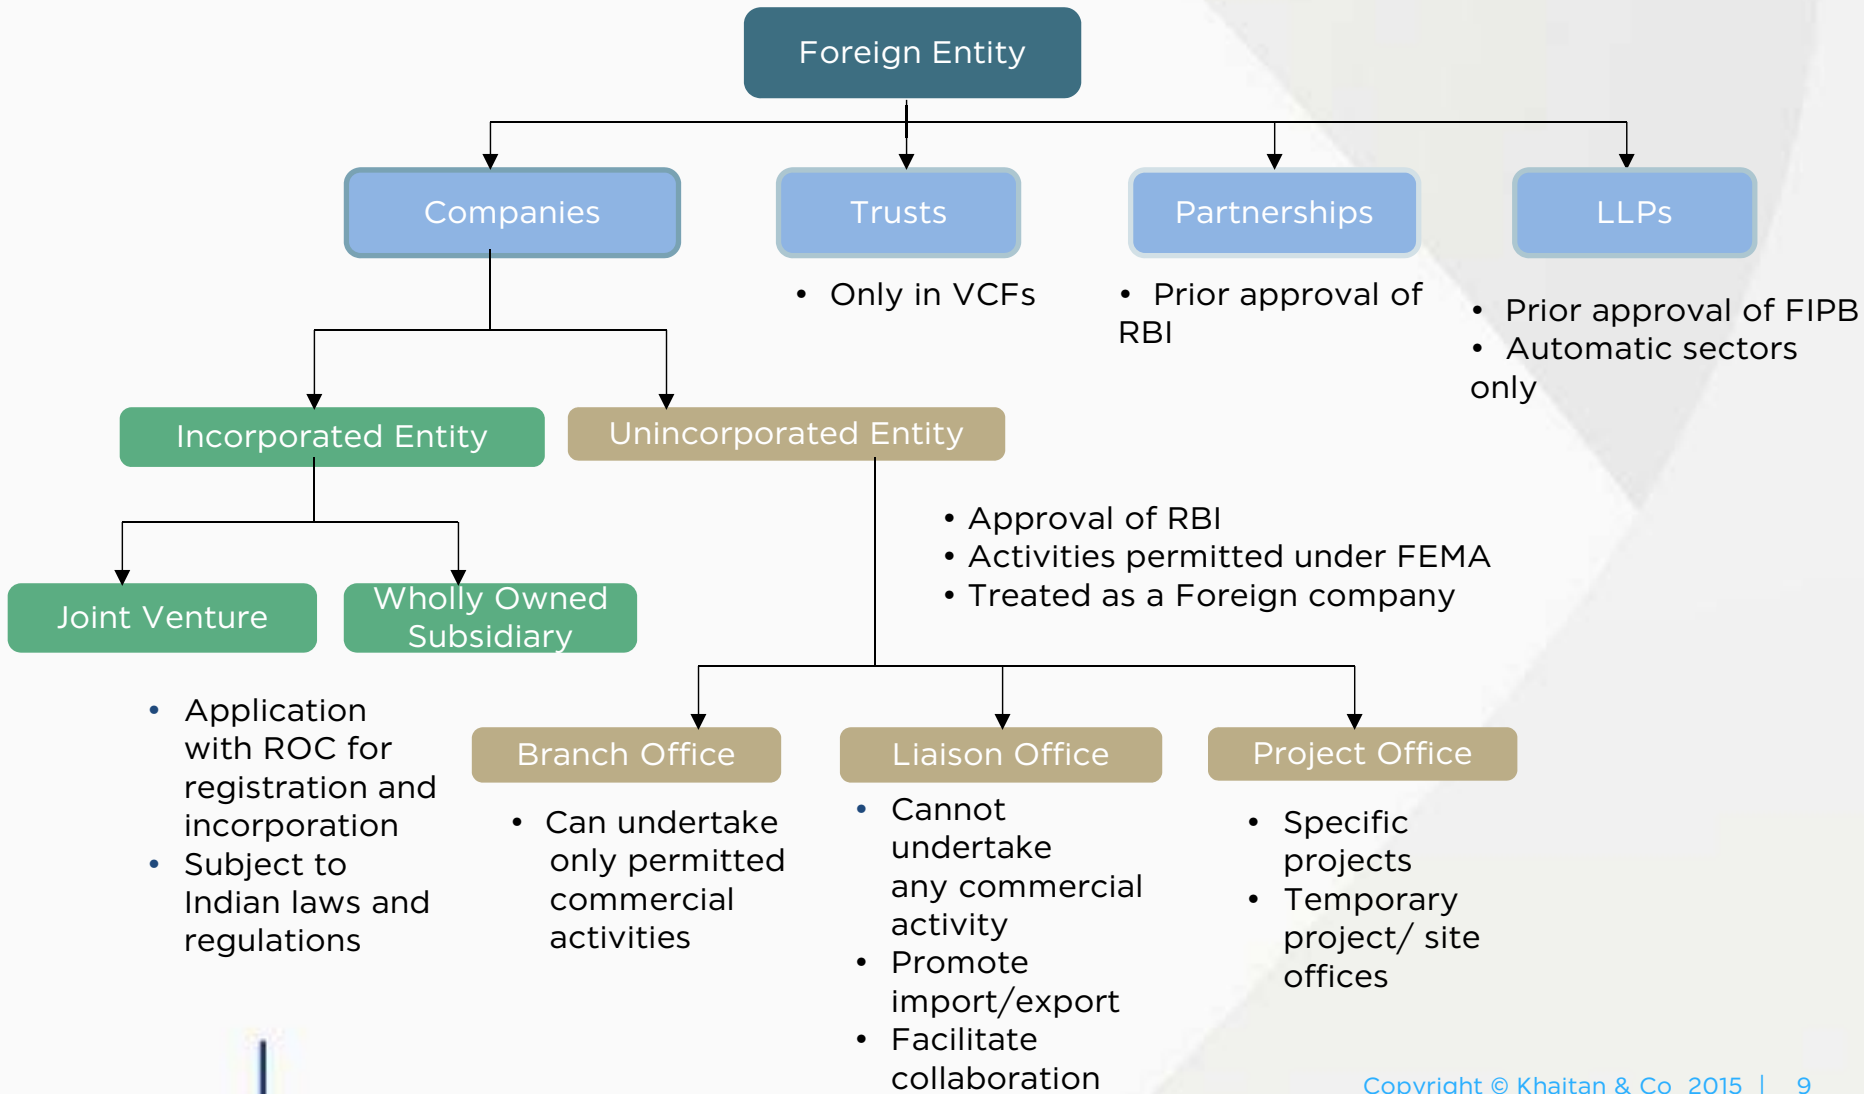 Foreign Entity
Companies
Trusts
Partnerships
LLPs
• Only in VCFs
• Prior approval of
RBI
• Prior approval of FIPB
• Automatic sectors
only
Incorporated Entity
Unincorporated Entity
• Approval of RBI
• Activities permitted under FEMA
• Treated as a Foreign company
Joint Venture
Wholly Owned
Subsidiary
• Application
with ROC for
registration and
incorporation
• Subject to
Indian laws and
regulations
Branch Office
Liaison Office
Project Office
• Can undertake
only permitted
commercial
activities
• Cannot
undertake
any commercial
activity
• Promote
import/export
• Facilitate
collaboration
• Specific
projects
• Temporary
project/ site
offices
Copyright © Khaitan & Co 2015 | 9